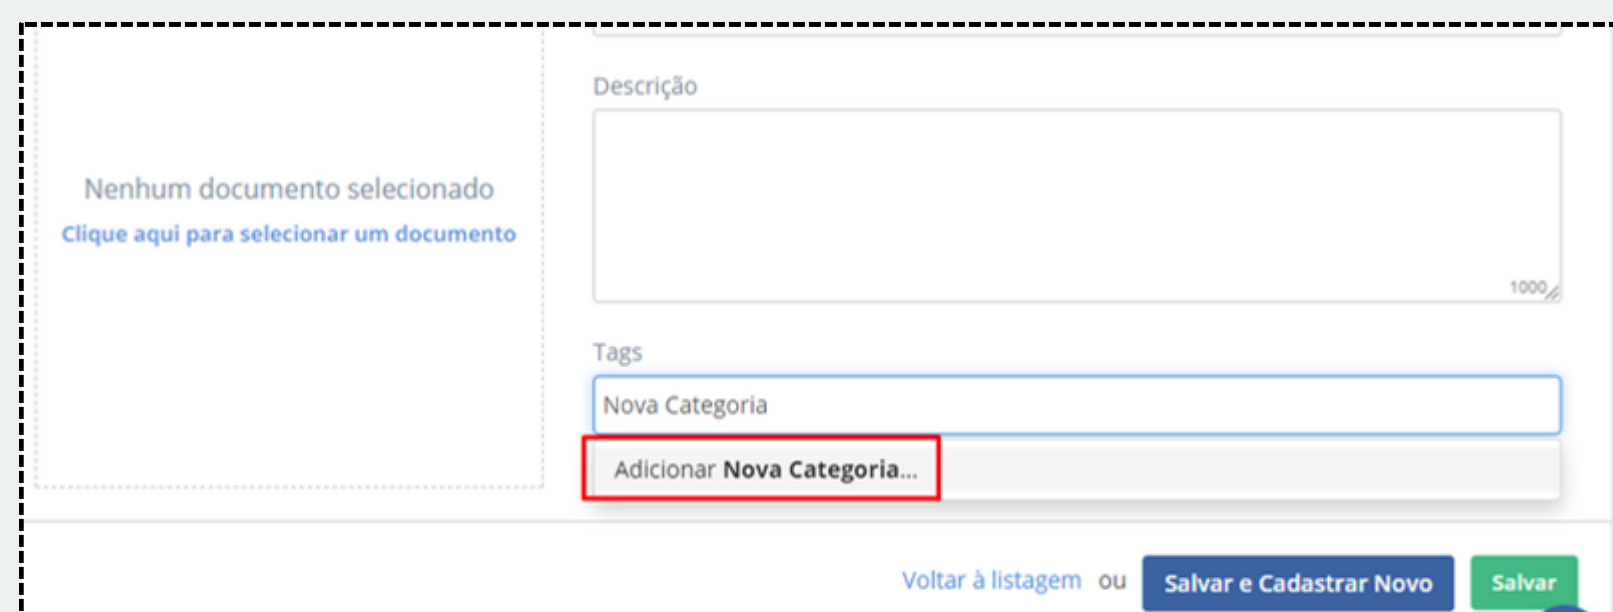 Descrição
Nenhum documento selecionado
Clique aqui para selecionar um documento
1000
Tags
Nova Categoria
Adicionar Nova Categoria...
Voltar à listagem ou Salvar e Cadastrar Novo Salvar